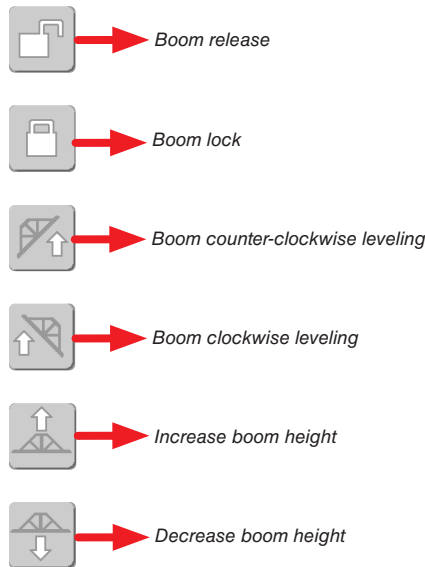 Boom release
Boom lock
Boom counter-clockwise leveling
Boom clockwise leveling
Increase boom height
Decrease boom height